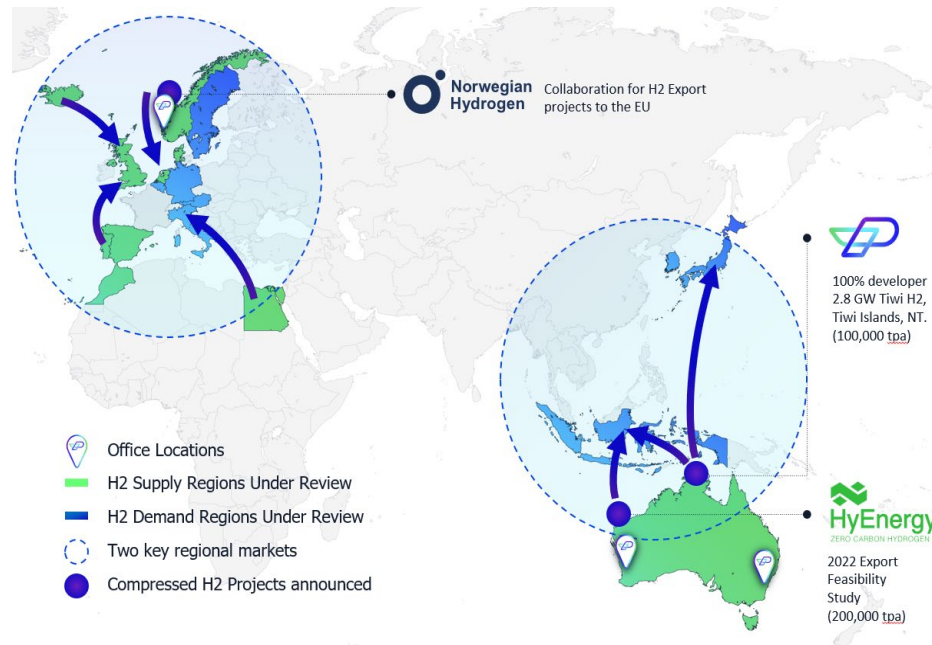 Norwegian
Hydrogen
Collaboration for H2 Export
projects to the EU
100% developer
2.8 GW Tiwi H2,
Tiwi Islands, NT.
(100,000 tpa)
HyEnergy
ZERO CARBON HYDROGEN
2022 Export
Feasibility
Study
(200,000 tpa)
Office Locations
H2 Supply Regions Under Review
H2 Demand Regions Under Review
Two key regional markets
Compressed H2 Projects announced